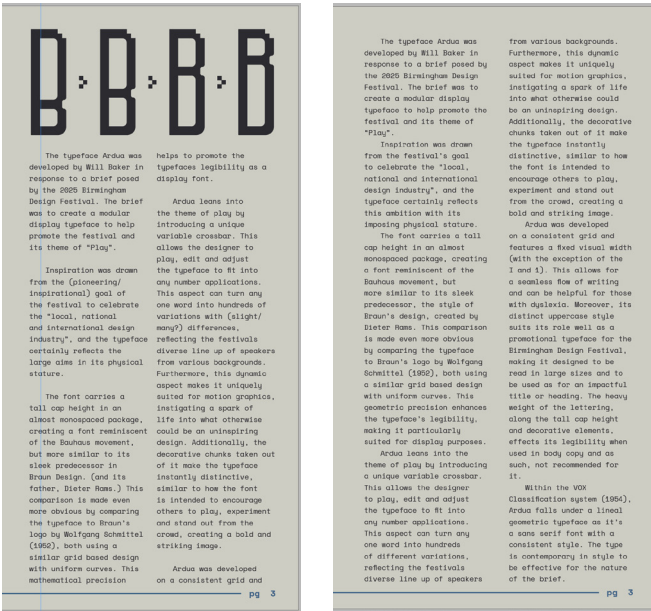 B B B B
The typeface Ardua was
developed by Will Baker in
response to a brief posed
by the 2025 Birmingham
Design Festival. The brief
was to create a modular
display typeface to help
promote the festival and
its theme of "Play".
Inspiration was drawn
from the (pioneering/
inspirational) goal of
the festival to celebrate
the "local, national
and international design
industry", and the typeface
certainly reflects the
large aims in its physical
stature.
The font carries a
tall cap height in an
almost monospaced package,
creating a font reminiscent
of the Bauhaus movement,
but more similar to its
sleek predecessor in
Braun Design. (and its
father, Dieter Rams.) This
comparison is made even
more obvious by comparing
the typeface to Braun's
logo by Wolfgang Schmittel
(1952), both using a
similar grid based design
with uniform curves. This
mathematical precision
helps to promote the
typefaces legibility as a
display font.
Ardua leans into
the theme of play by
introducing a unique
variable crossbar. This
allows the designer to
play, edit and adjust
the typeface to fit into
any number applications.
This aspect can turn any
one word into hundreds of
variations with (slight/
many?) differences,
reflecting the festivals
diverse line up of speakers
from various backgrounds.
Furthermore, this dynamic
aspect makes it uniquely
suited for motion graphics,
instigating a spark of
life into what otherwise
could be an uninspiring
design. Additionally, the
decorative chunks taken out
of it make the typeface
instantly distinctive,
similar to how the font
is intended to encourage
others to play, experiment
and stand out from the
crowd, creating a bold and
striking image.
Ardua was developed
on a consistent grid and
pg 3
The typeface Ardua was
developed by Will Baker in
response to a brief posed by
the 2025 Birmingham Design
Festival. The brief was to
create a modular display
typeface to help promote the
festival and its theme of
"Play".
Inspiration was drawn
from the festival's goal
to celebrate the "local,
national and international
design industry", and the
typeface certainly reflects
this ambition with its
imposing physical stature.
The font carries a tall
cap height in an almost
monospaced package, creating
a font reminiscent of the
Bauhaus movement, but
more similar to its sleek
predecessor, the style of
Braun's design, created by
Dieter Rams. This comparison
is made even more obvious
by comparing the typeface
to Braun's logo by Wolfgang
Schmittel (1952), both using
a similar grid based design
with uniform curves. This
geometric precision enhances
the typeface's legibility,
making it particularly
suited for display purposes.
Ardua leans into the
theme of play by introducing
a unique variable crossbar.
This allows the designer
to play, edit and adjust
the typeface to fit into
any number applications.
This aspect can turn any
one word into hundreds
of different variations,
reflecting the festivals
diverse line up of speakers
from various backgrounds.
Furthermore, this dynamic
aspect makes it uniquely
suited for motion graphics,
instigating a spark of life
into what otherwise could
be an uninspiring design.
Additionally, the decorative
chunks taken out of it make
the typeface instantly
distinctive, similar to how
the font is intended to
encourage others to play,
experiment and stand out
from the crowd, creating a
bold and striking image.
Ardua was developed
on a consistent grid and
features a fixed visual width
(with the exception of the
I and 1). This allows for
a seamless flow of writing
and can be helpful for those
with dyslexia. Moreover, its
distinct uppercase style
suits its role well as a
promotional typeface for the
Birmingham Design Festival,
making it designed to be
read in large sizes and to
be used as for an impactful
title or heading. The heavy
weight of the lettering,
along the tall cap height
and decorative elements,
effects its legibility when
used in body copy and as
such, not recommended for
it.
Within the VOX
Classification system (1954),
Ardua falls under a lineal
geometric typeface as it's
a sans serif font with a
consistent style. The type
is contemporary in style to
be effective for the nature
of the brief.
pg 3